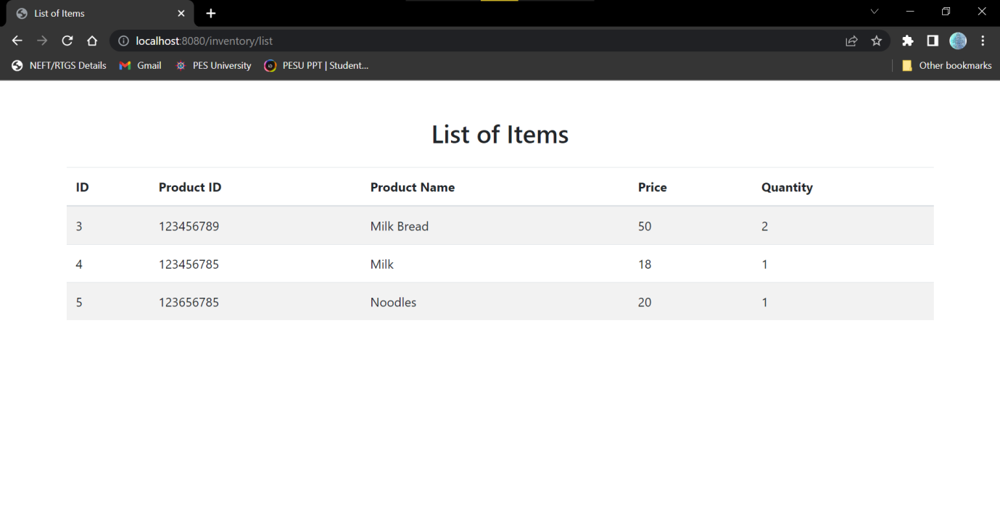 List of Items
localhost:8080/inventory/list
NEFT/RTGS Details Gmail PES University PESU PPT | Student... Other bookmarks
List of Items
ID Product ID Product Name Price Quantity
3 123456789 Milk Bread 50 2
4 123456785 Milk 18 1
5 123656785 Noodles 20 1